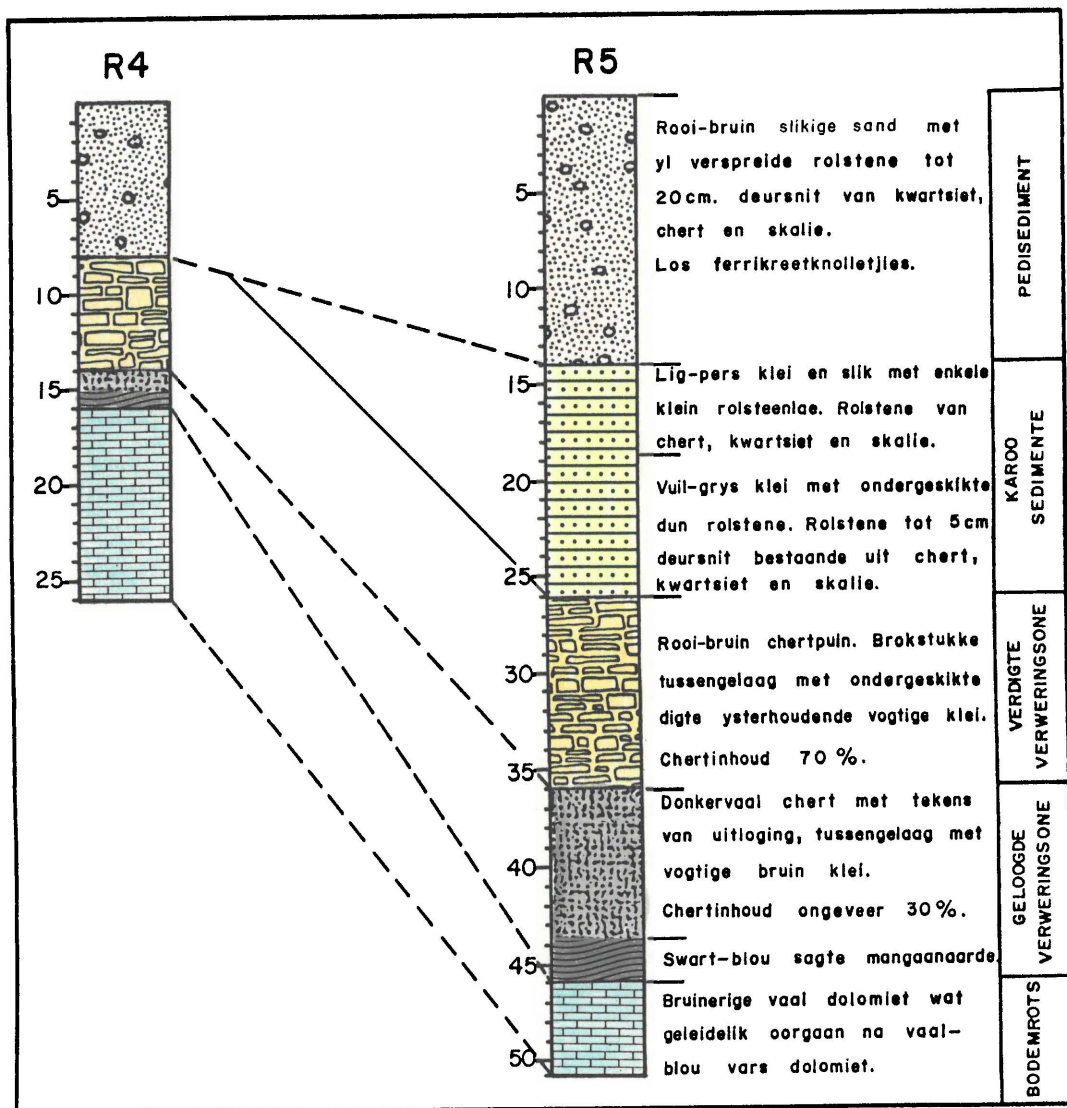 R4
5
10
15
20
25
R5
5
10
15
20
25
30
35
40
45
50
Rooi-bruin slikige sand met
yl verspreide rolstene tot
20cm. deursnit van kwartsiet,
chert en skalie.
Los ferrikreetknolletjies.
Lig-pers klei en slik met enkele
klein rolsteenlae. Rolstene van
chert, kwartsiet en skalie.
Vuil-grys klei met ondergeskikte
dun rolstene. Rolstene tot 5cm
deursnit bestaande uit chert,
kwartsiet en skalie.
Rooi-bruin chertpuin. Brokstukke
tussengelaag met ondergeskikte
digte ysterhoudende vogtige klei.
Chertinhoud 70%.
Donkervaal chert met tekens
van uitloging, tussengelaag met
vogtige bruin klei.
Chertinhoud ongeveer 30%.
Swart-blou sagte mangaanaarde.
Bruinerige vaal dolomiet wat
geleidelik oorgaan na vaal-
blou vars dolomiet.
PEDISEDIMENT
KAROO
SEDIMENTE
VERDIGTE
VERWERINGSONE
GELOOGDE
VERWERINGSONE
BODEMROTS